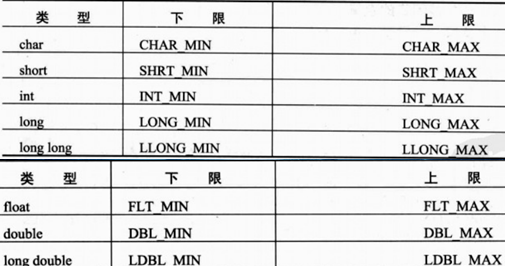 类 型 下 限 上 限
char CHAR_MIN CHAR_MAX
short SHRT_MIN SHRT_MAX
int INT_MIN INT_MAX
long LONG_MIN LONG_MAX
long long LLONG_MIN LLONG_MAX
类 型 下 限 上 限
float FLT_MIN FLT_MAX
double DBL_MIN DBL_MAX
long double LDBL_MIN LDBL_MAX